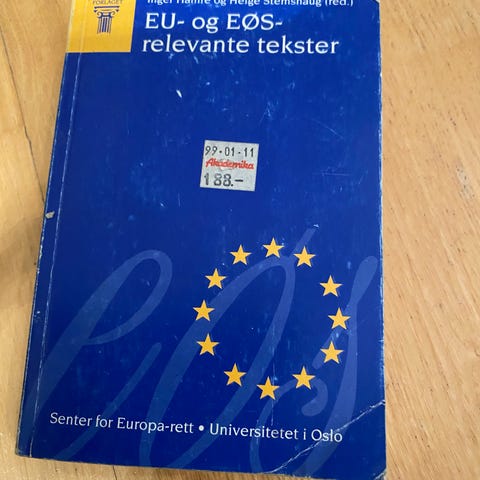 FORLAGET
Inger Hamre og Helge Stemshaug (red.)
EU- og EØS-
relevante tekster
99-01-11
Akademika
188.-
EØS
Senter for Europa-rett • Universitetet i Oslo